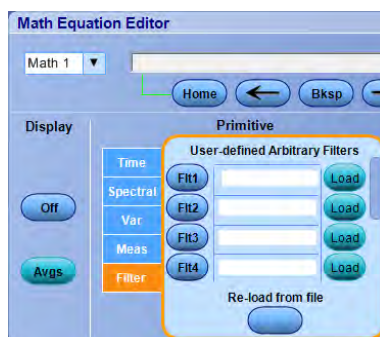 Math Equation Editor
Math 1
Home Bksp
Display Primitive
User-defined Arbitrary Filters
Time
Spectral
Var
Meas
Filter
Flt1 Load
Flt2 Load
Flt3 Load
Flt4 Load
Off
Avgs
Re-load from file